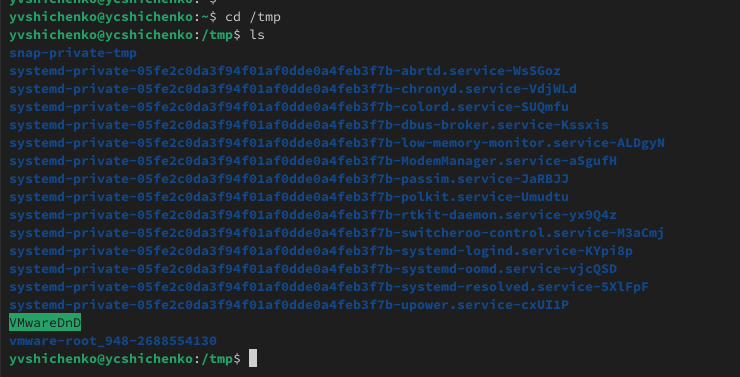 yvshichenko@ycshichenko:~$ cd /tmp
yvshichenko@ycshichenko:/tmp$ ls
snap-private-tmp
systemd-private-05fe2c0da3f94f01af0dde0a4feb3f7b-abrtd.service-WsSGoz
systemd-private-05fe2c0da3f94f01af0dde0a4feb3f7b-chronyd.service-VdjWLd
systemd-private-05fe2c0da3f94f01af0dde0a4feb3f7b-colord.service-SUQmfu
systemd-private-05fe2c0da3f94f01af0dde0a4feb3f7b-dbus-broker.service-Kssxis
systemd-private-05fe2c0da3f94f01af0dde0a4feb3f7b-low-memory-monitor.service-ALDgyN
systemd-private-05fe2c0da3f94f01af0dde0a4feb3f7b-ModemManager.service-aSgufH
systemd-private-05fe2c0da3f94f01af0dde0a4feb3f7b-passim.service-JaRBJJ
systemd-private-05fe2c0da3f94f01af0dde0a4feb3f7b-polkit.service-Umudtu
systemd-private-05fe2c0da3f94f01af0dde0a4feb3f7b-rtkit-daemon.service-yx9Q4z
systemd-private-05fe2c0da3f94f01af0dde0a4feb3f7b-switcheroo-control.service-M3aCmj
systemd-private-05fe2c0da3f94f01af0dde0a4feb3f7b-systemd-logind.service-KYpi8p
systemd-private-05fe2c0da3f94f01af0dde0a4feb3f7b-systemd-oomd.service-vjcQSD
systemd-private-05fe2c0da3f94f01af0dde0a4feb3f7b-systemd-resolved.service-5XlFpF
systemd-private-05fe2c0da3f94f01af0dde0a4feb3f7b-upower.service-cxUI1P
VMwareDnD
vmware-root_948-2688554130
yvshichenko@ycshichenko:/tmp$